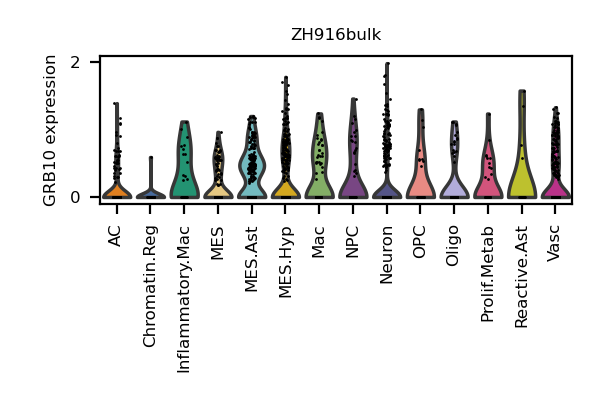 ZH916bulk
GRB10 expression
2
0
AC
Chromatin.Reg
Inflammatory.Mac
MES
MES.Ast
MES.Hyp
Mac
NPC
Neuron
OPC
Oligo
Prolif.Metab
Reactive.Ast
Vasc